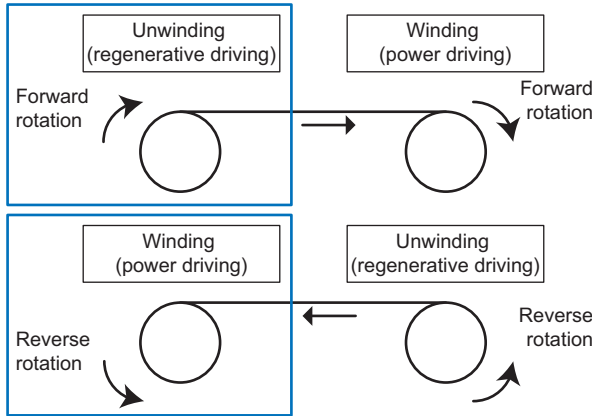 Unwinding
(regenerative driving)
Winding
(power driving)
Forward
rotation
Forward
rotation
Winding
(power driving)
Unwinding
(regenerative driving)
Reverse
rotation
Reverse
rotation